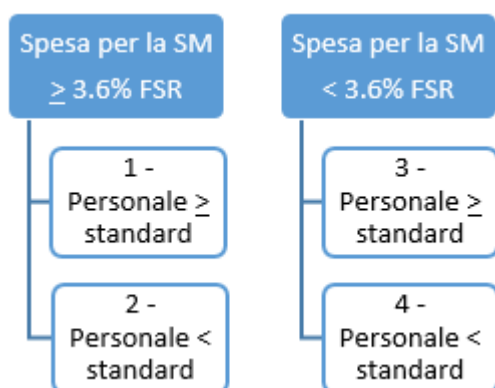 Spesa per la SM
≥ 3.6% FSR
1 -
Personale ≥
standard
2 -
Personale <
standard
Spesa per la SM
< 3.6% FSR
3 -
Personale ≥
standard
4 -
Personale <
standard